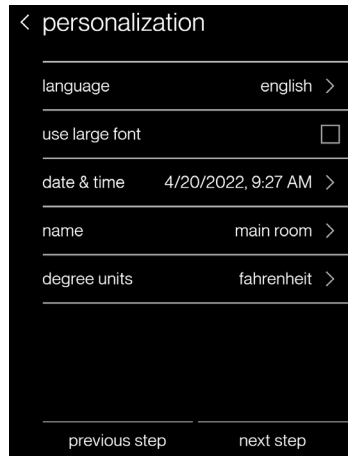 < personalization
language english >
use large font
date & time 4/20/2022, 9:27 AM >
name main room >
degree units fahrenheit >
previous step next step